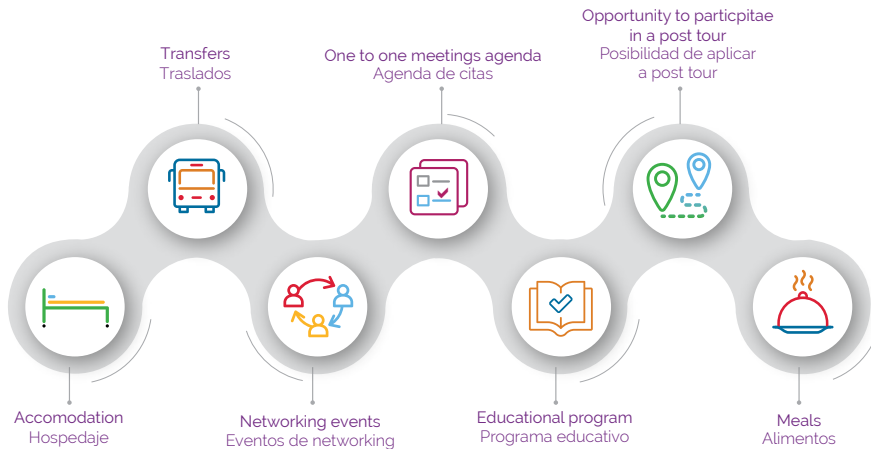 Opportunity to particpitae
in a post tour
Posibilidad de aplicar
a post tour
Transfers
Traslados
One to one meetings agenda
Agenda de citas
Accomodation
Hospedaje
Networking events
Eventos de networking
Educational program
Programa educativo
Meals
Alimentos